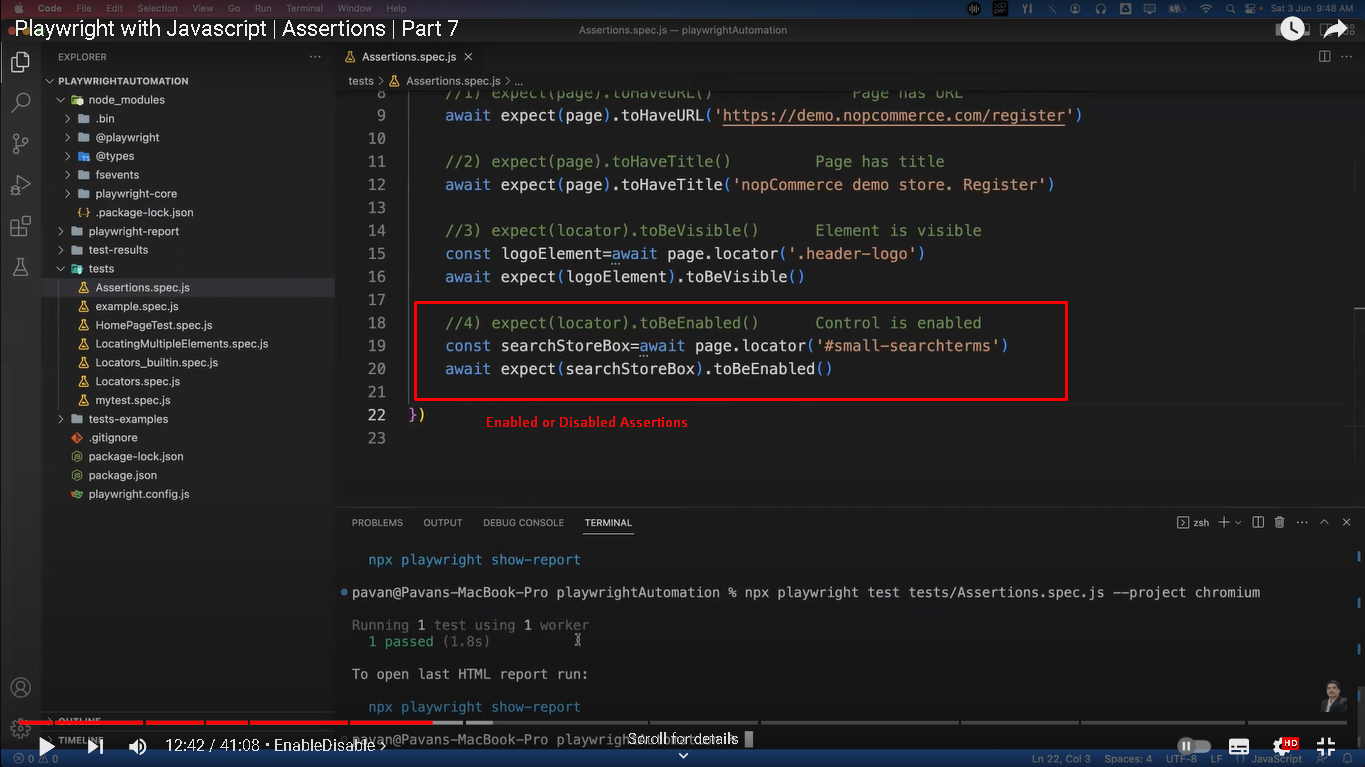 Code File Edit Selection View Go Run Terminal Window Help
Sat 3 Jun 9:48 AM
Playwright with Javascript | Assertions | Part 7
Assertions.spec.js — playwrightAutomation
EXPLORER
PLAYWRIGHTAUTOMATION
node_modules
.bin
@playwright
@types
fsevents
playwright-core
.package-lock.json
playwright-report
test-results
tests
Assertions.spec.js
example.spec.js
HomePageTest.spec.js
LocatingMultipleElements.spec.js
Locators_builtin.spec.js
Locators.spec.js
mytest.spec.js
tests-examples
.gitignore
package-lock.json
package.json
playwright.config.js
OUTLINE
TIMELINE
Assertions.spec.js
tests > Assertions.spec.js > ...
8 //1) expect(page).toHaveURL() Page has URL
9 await expect(page).toHaveURL('https://demo.nopcommerce.com/register')
10
11 //2) expect(page).toHaveTitle() Page has title
12 await expect(page).toHaveTitle('nopCommerce demo store. Register')
13
14 //3) expect(locator).toBeVisible() Element is visible
15 const logoElement=await page.locator('.header-logo')
16 await expect(logoElement).toBeVisible()
17
18 //4) expect(locator).toBeEnabled() Control is enabled
19 const searchStoreBox=await page.locator('#small-searchterms')
20 await expect(searchStoreBox).toBeEnabled()
21
22 })
Enabled or Disabled Assertions
23
PROBLEMS OUTPUT DEBUG CONSOLE TERMINAL
zsh
npx playwright show-report
pavan@Pavans-MacBook-Pro playwrightAutomation % npx playwright test tests/Assertions.spec.js --project chromium
Running 1 test using 1 worker
1 passed (1.8s)
To open last HTML report run:
npx playwright show-report
pavan@Pavans-MacBook-Pro playwrightAutomation %
Scroll for details
12:42 / 41:08 • EnableDisable >
HD
0 0
Ln 22, Col 3 Spaces: 4 UTF-8 LF {} JavaScript